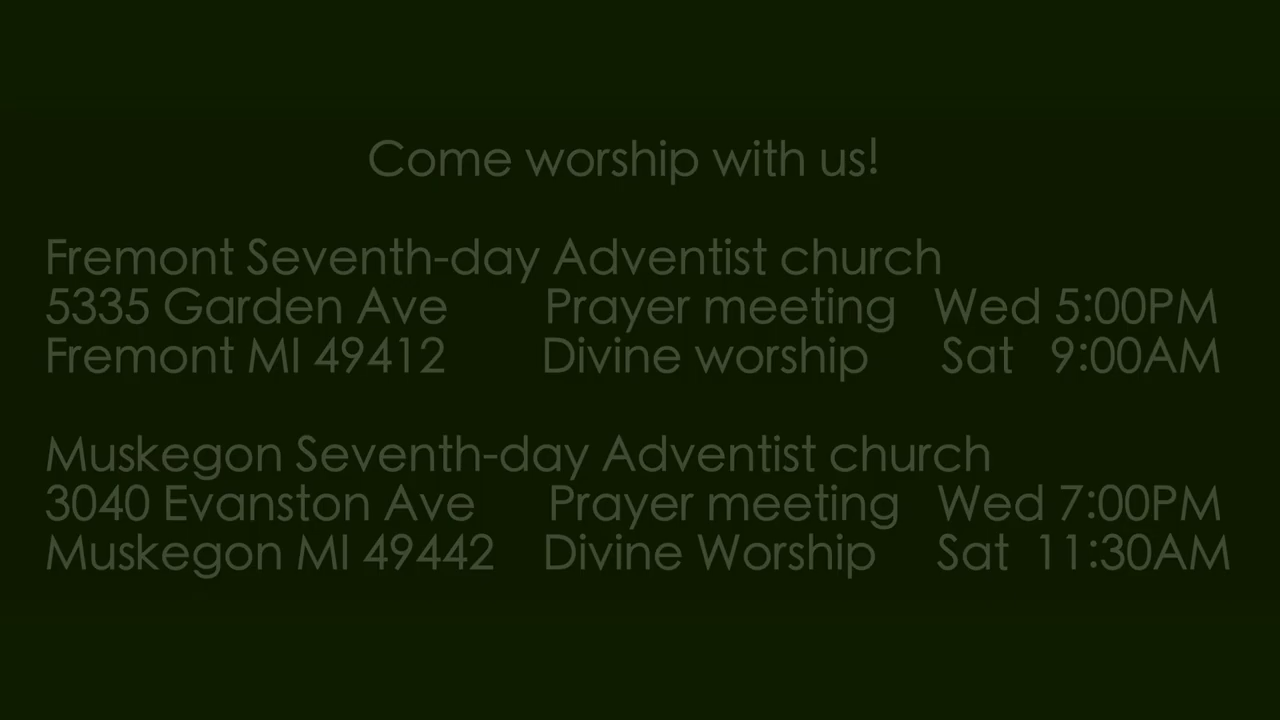 Come worship with us!
Fremont Seventh-day Adventist church
5335 Garden Ave Prayer meeting Wed 5:00PM
Fremont MI 49412 Divine worship Sat 9:00AM
Muskegon Seventh-day Adventist church
3040 Evanston Ave Prayer meeting Wed 7:00PM
Muskegon MI 49442 Divine Worship Sat 11:30AM